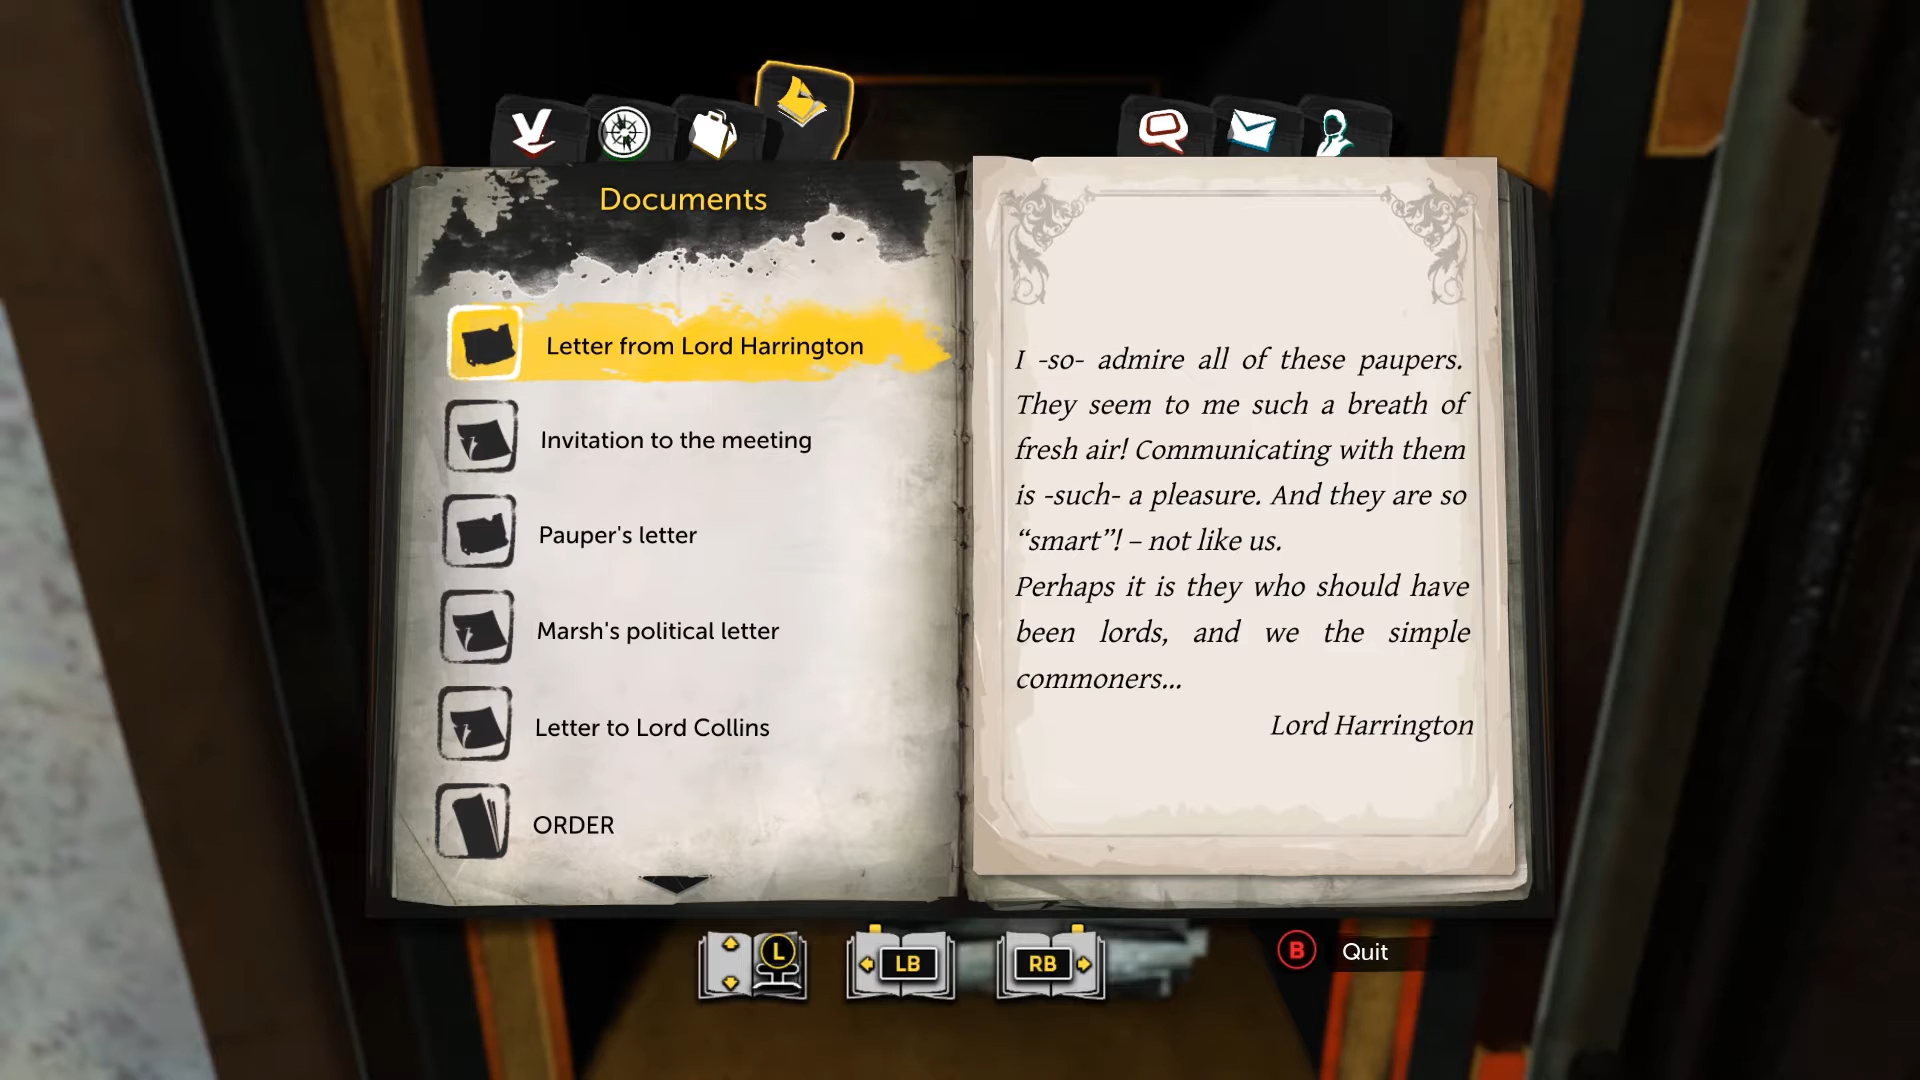 Documents
Letter from Lord Harrington
Invitation to the meeting
Pauper's letter
Marsh's political letter
Letter to Lord Collins
ORDER
I -so- admire all of these paupers.
They seem to me such a breath of
fresh air! Communicating with them
is -such- a pleasure. And they are so
“smart”! – not like us.
Perhaps it is they who should have
been lords, and we the simple
commoners...
Lord Harrington
L
LB
RB
B Quit